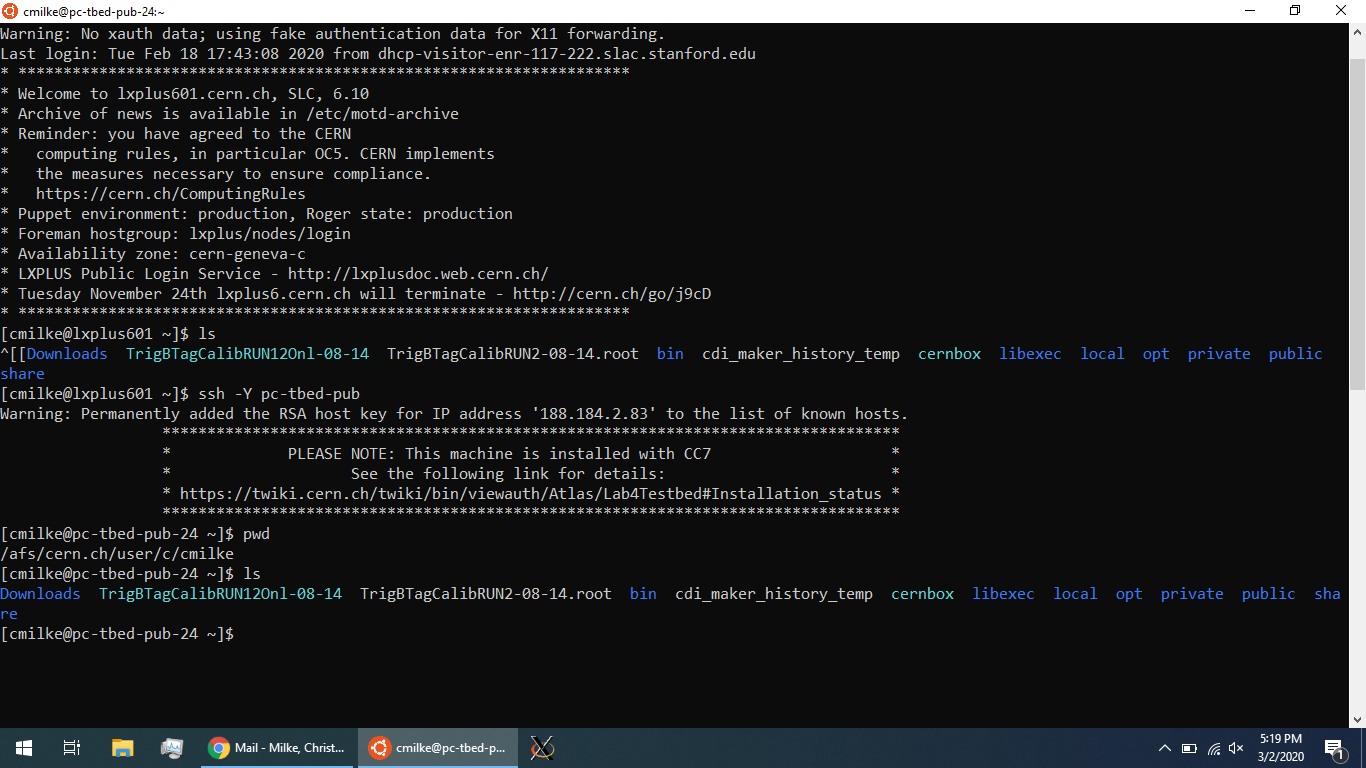 cmilke@pc-tbed-pub-24:~
Warning: No xauth data; using fake authentication data for X11 forwarding.
Last login: Tue Feb 18 17:43:08 2020 from dhcp-visitor-enr-117-222.slac.stanford.edu
* ********************************************************************
* Welcome to lxplus601.cern.ch, SLC, 6.10
* Archive of news is available in /etc/motd-archive
* Reminder: you have agreed to the CERN
*   computing rules, in particular OC5. CERN implements
*   the measures necessary to ensure compliance.
*   https://cern.ch/ComputingRules
* Puppet environment: production, Roger state: production
* Foreman hostgroup: lxplus/nodes/login
* Availability zone: cern-geneva-c
* LXPLUS Public Login Service - http://lxplusdoc.web.cern.ch/
* Tuesday November 24th lxplus6.cern.ch will terminate - http://cern.ch/go/j9cD
* ********************************************************************
[cmilke@lxplus601 ~]$ ls
^[[Downloads  TrigBTagCalibRUN12Onl-08-14  TrigBTagCalibRUN2-08-14.root  bin  cdi_maker_history_temp  cernbox  libexec  local  opt  private  public
share
[cmilke@lxplus601 ~]$ ssh -Y pc-tbed-pub
Warning: Permanently added the RSA host key for IP address '188.184.2.83' to the list of known hosts.
**********************************************************************************
*             PLEASE NOTE: This machine is installed with CC7                    *
*                    See the following link for details:                         *
* https://twiki.cern.ch/twiki/bin/viewauth/Atlas/Lab4Testbed#Installation_status *
**********************************************************************************
[cmilke@pc-tbed-pub-24 ~]$ pwd
/afs/cern.ch/user/c/cmilke
[cmilke@pc-tbed-pub-24 ~]$ ls
Downloads  TrigBTagCalibRUN12Onl-08-14  TrigBTagCalibRUN2-08-14.root  bin  cdi_maker_history_temp  cernbox  libexec  local  opt  private  public  sha
re
[cmilke@pc-tbed-pub-24 ~]$
Mail - Milke, Christ...
cmilke@pc-tbed-p...
5:19 PM
3/2/2020
1